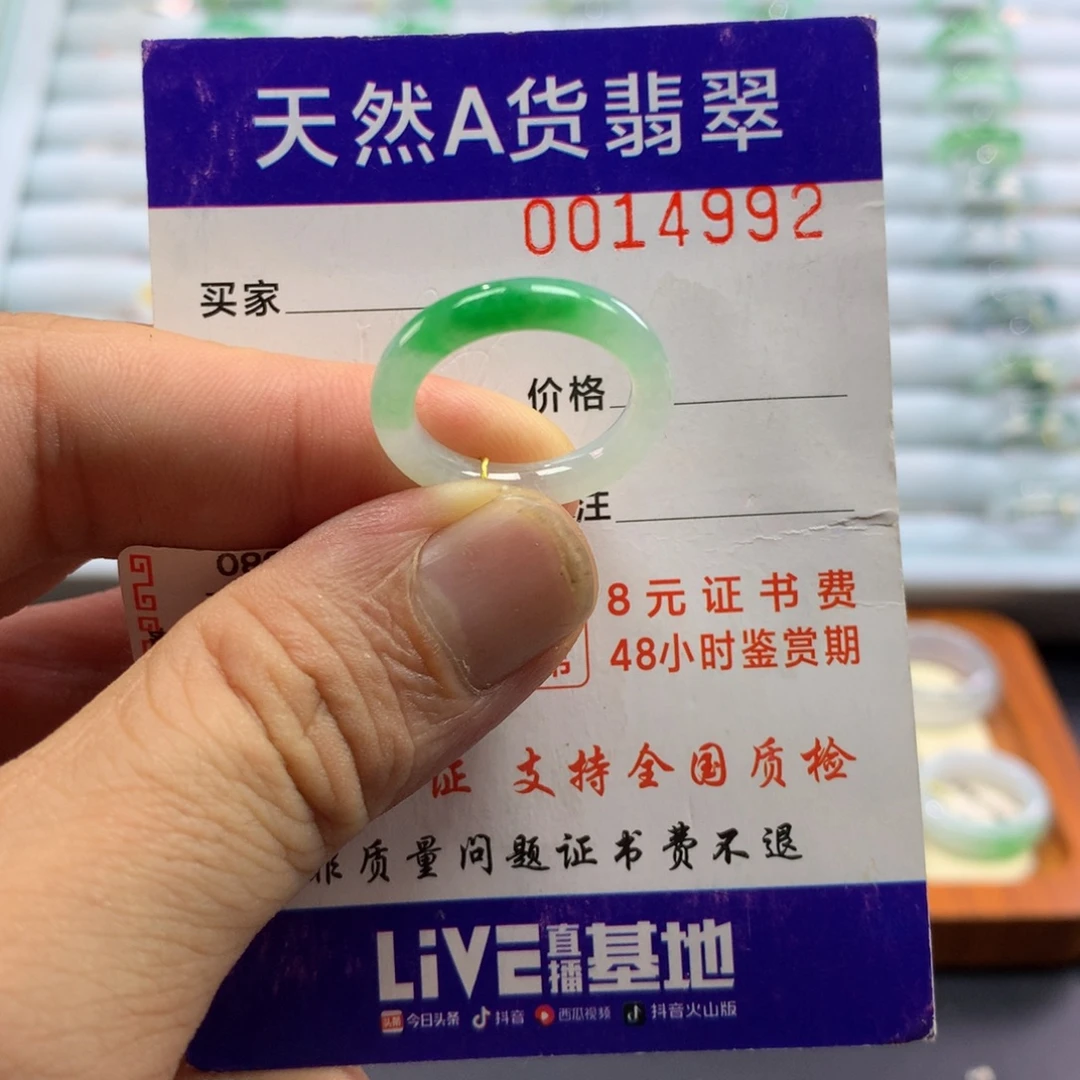 天然A货翡翠
0014992
买家
价格
注
8元证书费
48小时鉴赏期
证 支持全国质检
非质量问题证书费不退
LiVE直播基地
今日头条 抖音 西瓜视频 抖音火山版